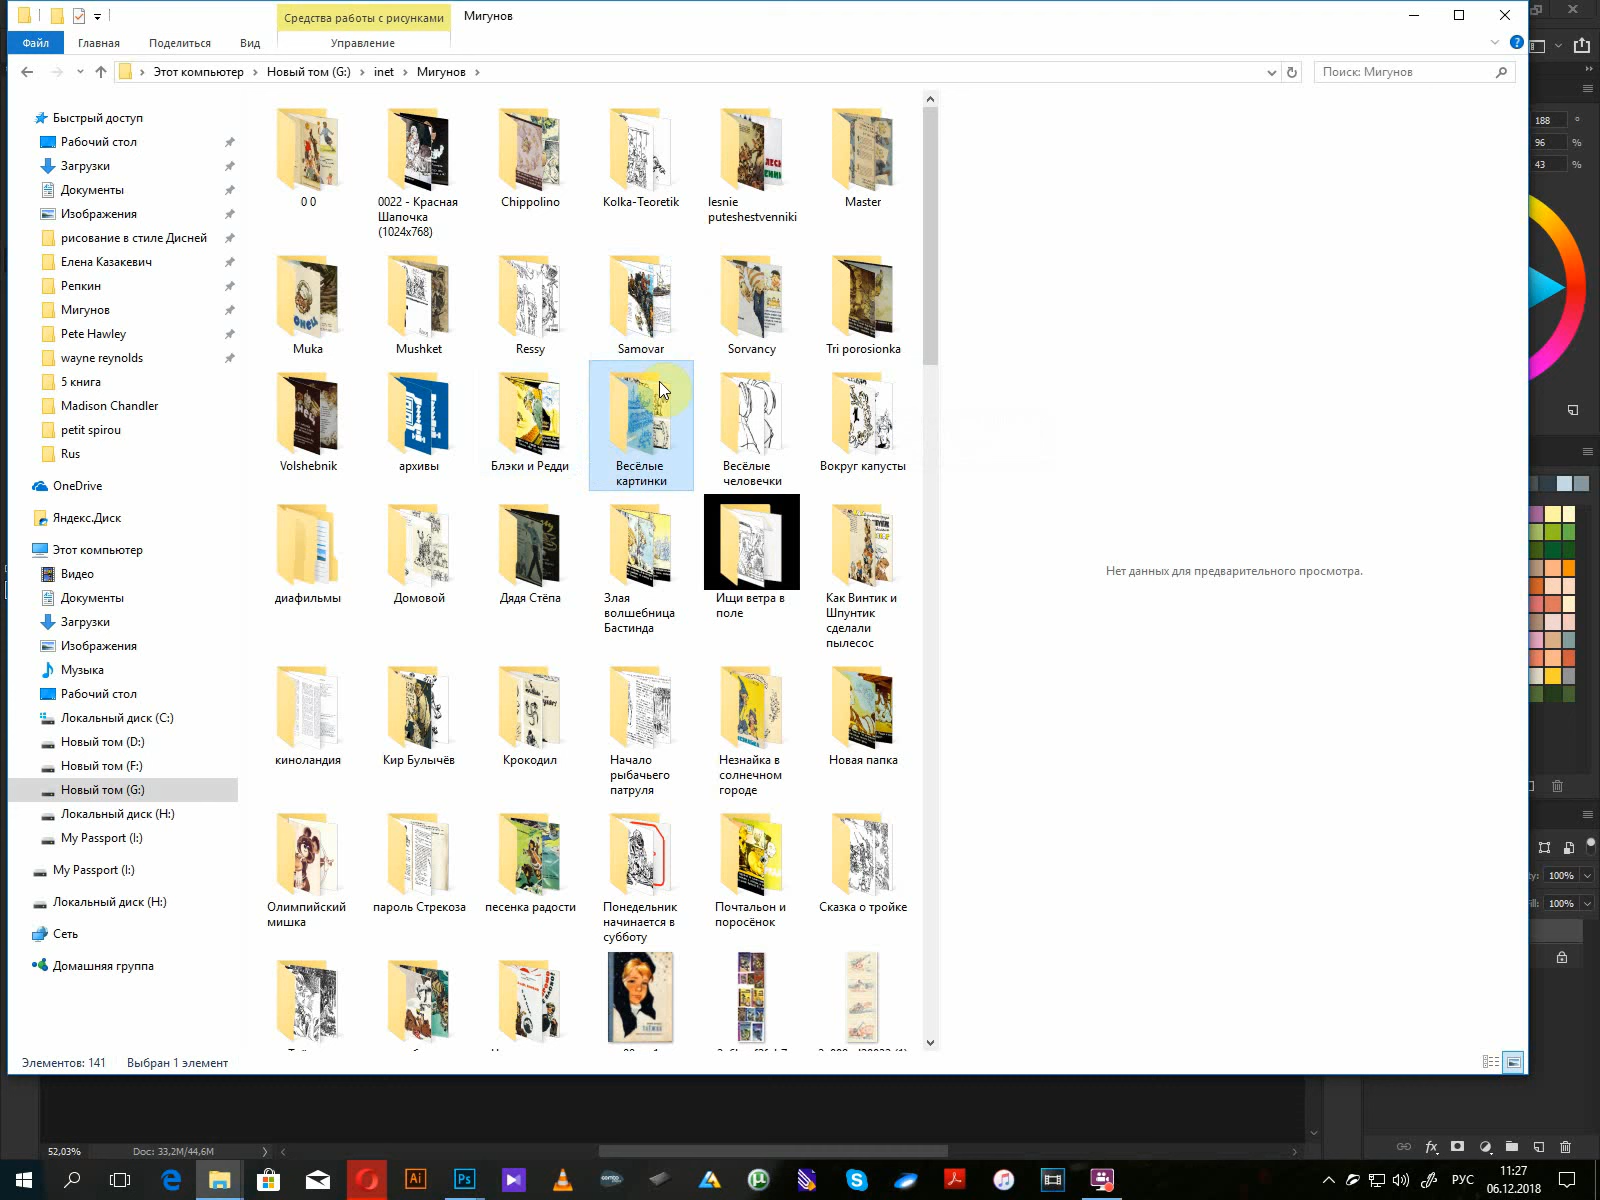 Средства работы с рисунками
Мигунов
Файл
Главная
Поделиться
Вид
Управление
Этот компьютер
Новый том (G:)
inet
Мигунов
Поиск: Мигунов
Быстрый доступ
Рабочий стол
Загрузки
Документы
Изображения
рисование в стиле Дисней
Елена Казакевич
Репкин
Мигунов
Pete Hawley
wayne reynolds
5 книга
Madison Chandler
petit spirou
Rus
OneDrive
Яндекс.Диск
Этот компьютер
Видео
Документы
Загрузки
Изображения
Музыка
Рабочий стол
Локальный диск (C:)
Новый том (D:)
Новый том (F:)
Новый том (G:)
Локальный диск (H:)
My Passport (I:)
My Passport (I:)
Локальный диск (H:)
Сеть
Домашняя группа
0 0
0022 - Красная
Шапочка
(1024x768)
Chippolino
Kolka-Teoretik
lesnie
puteshestvenniki
Master
Muka
Mushket
Ressy
Samovar
Sorvancy
Tri porosionka
Volshebnik
архивы
Блэки и Редди
Весёлые
картинки
Весёлые
человечки
Вокруг капусты
диафильмы
Домовой
Дядя Стёпа
Злая
волшебница
Бастинда
Ищи ветра в
поле
Как Винтик и
Шпунтик
сделали
пылесос
киноландия
Кир Булычёв
Крокодил
Начало
рыбачьего
патруля
Незнайка в
солнечном
городе
Новая папка
Олимпийский
мишка
пароль Стрекоза
песенка радости
Понедельник
начинается в
субботу
Почтальон и
поросёнок
Сказка о тройке
Нет данных для предварительного просмотра.
Элементов: 141
Выбран 1 элемент
188 °
96 %
43 %
100%
100%
52,03%
Doc: 33,2M/44,6M
Ai
Ps
РУС
11:27
06.12.2018